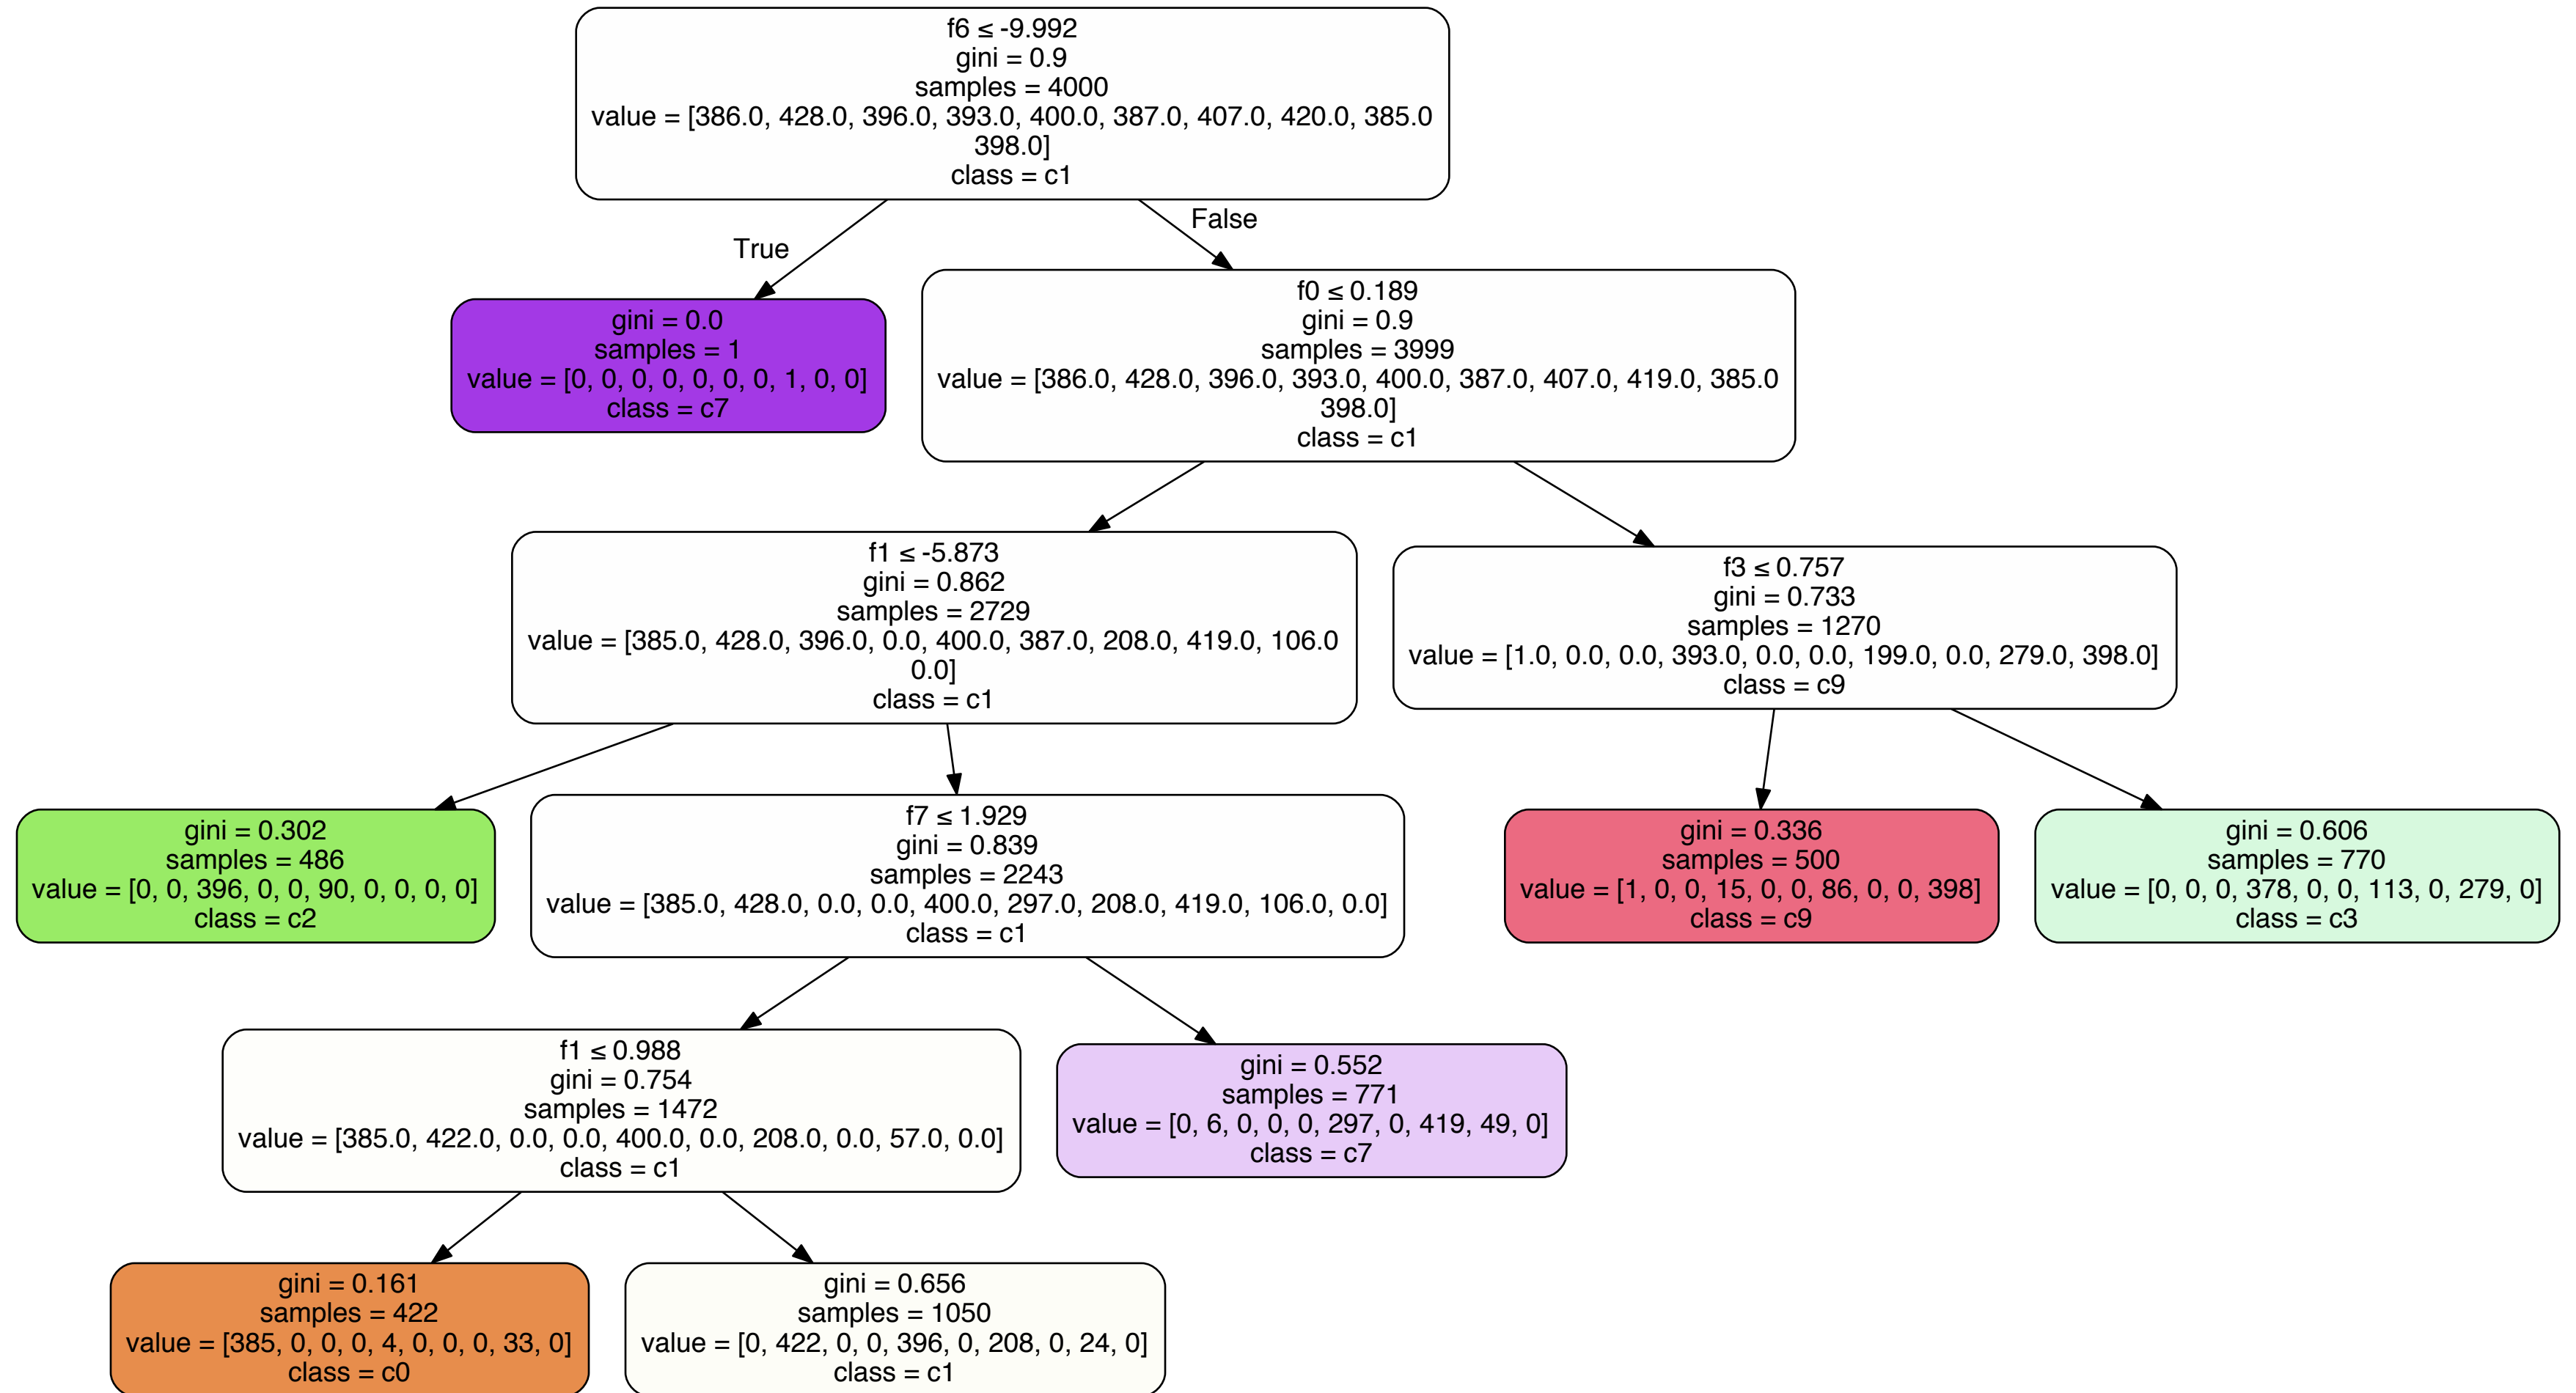 f6 ≤ -9.992
gini = 0.9
samples = 4000
value = [386.0, 428.0, 396.0, 393.0, 400.0, 387.0, 407.0, 420.0, 385.0
398.0]
class = c1
True
False
gini = 0.0
samples = 1
value = [0, 0, 0, 0, 0, 0, 0, 1, 0, 0]
class = c7
f0 ≤ 0.189
gini = 0.9
samples = 3999
value = [386.0, 428.0, 396.0, 393.0, 400.0, 387.0, 407.0, 419.0, 385.0
398.0]
class = c1
f1 ≤ -5.873
gini = 0.862
samples = 2729
value = [385.0, 428.0, 396.0, 0.0, 400.0, 387.0, 208.0, 419.0, 106.0
0.0]
class = c1
f3 ≤ 0.757
gini = 0.733
samples = 1270
value = [1.0, 0.0, 0.0, 393.0, 0.0, 0.0, 199.0, 0.0, 279.0, 398.0]
class = c9
gini = 0.302
samples = 486
value = [0, 0, 396, 0, 0, 90, 0, 0, 0, 0]
class = c2
f7 ≤ 1.929
gini = 0.839
samples = 2243
value = [385.0, 428.0, 0.0, 0.0, 400.0, 297.0, 208.0, 419.0, 106.0, 0.0]
class = c1
gini = 0.336
samples = 500
value = [1, 0, 0, 15, 0, 0, 86, 0, 0, 398]
class = c9
gini = 0.606
samples = 770
value = [0, 0, 0, 378, 0, 0, 113, 0, 279, 0]
class = c3
f1 ≤ 0.988
gini = 0.754
samples = 1472
value = [385.0, 422.0, 0.0, 0.0, 400.0, 0.0, 208.0, 0.0, 57.0, 0.0]
class = c1
gini = 0.552
samples = 771
value = [0, 6, 0, 0, 0, 297, 0, 419, 49, 0]
class = c7
gini = 0.161
samples = 422
value = [385, 0, 0, 0, 4, 0, 0, 0, 33, 0]
class = c0
gini = 0.656
samples = 1050
value = [0, 422, 0, 0, 396, 0, 208, 0, 24, 0]
class = c1